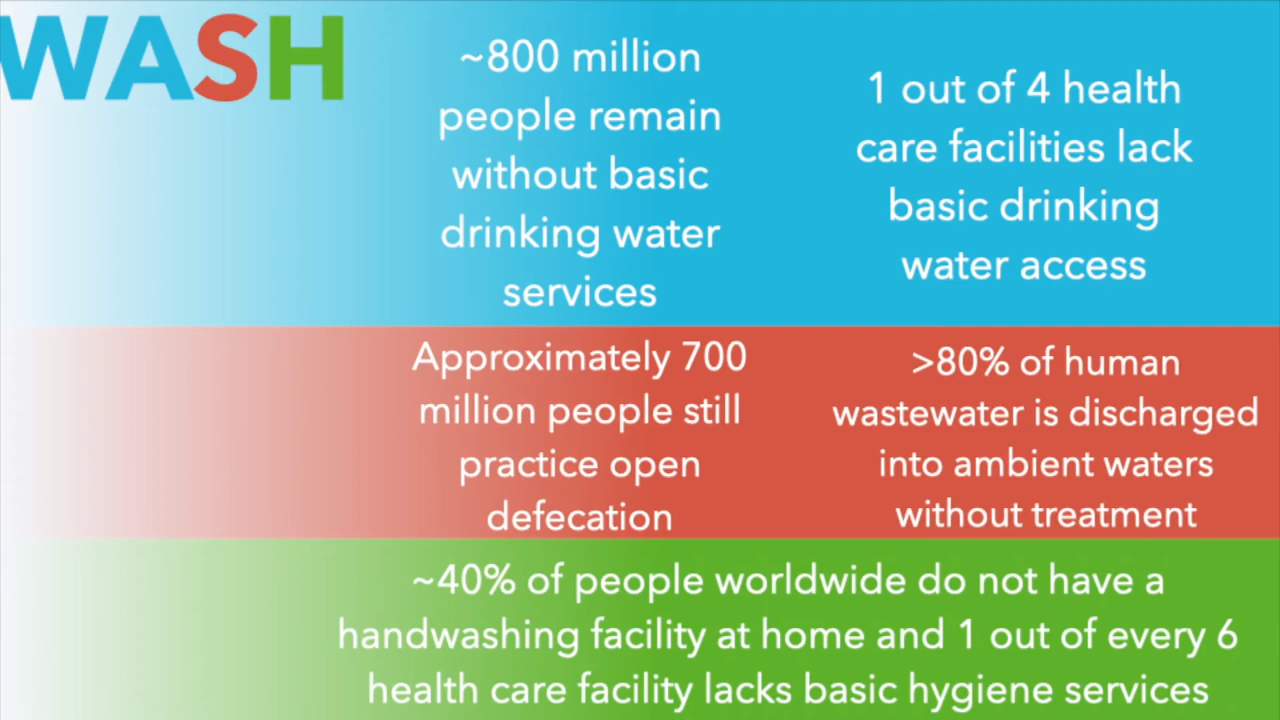 WASH
~800 million
people remain
without basic
drinking water
services
1 out of 4 health
care facilities lack
basic drinking
water access
Approximately 700
million people still
practice open
defecation
>80% of human
wastewater is discharged
into ambient waters
without treatment
~40% of people worldwide do not have a
handwashing facility at home and 1 out of every 6
health care facility lacks basic hygiene services